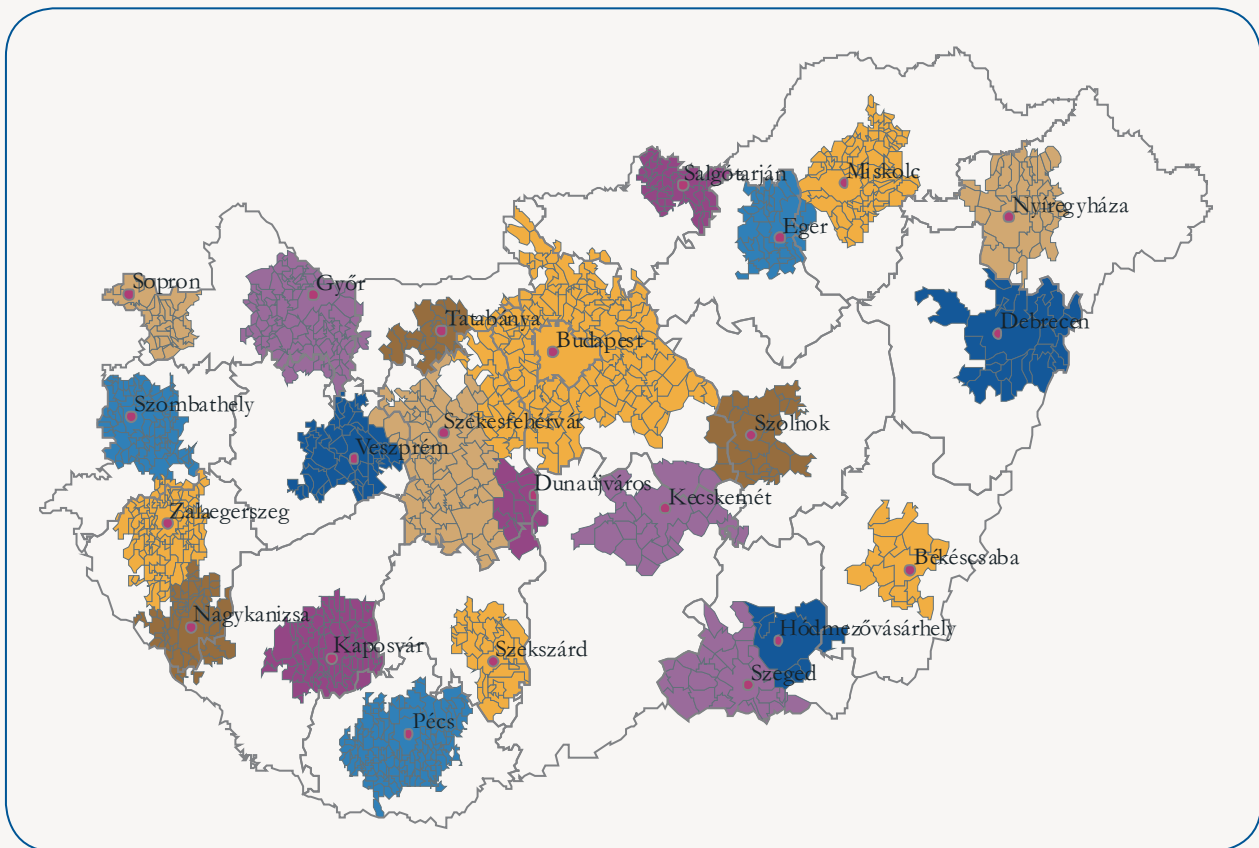 Salgótarján
Miskolc
Nyíregyháza
Eger
Sopron
Győr
Tatabánya
Budapest
Debrecen
Szombathely
Székesfehérvár
Szolnok
Veszprém
Dunaújváros
Kecskemét
Zalaegerszeg
Békéscsaba
Nagykanizsa
Kaposvár
Szekszárd
Hódmezővásárhely
Szeged
Pécs